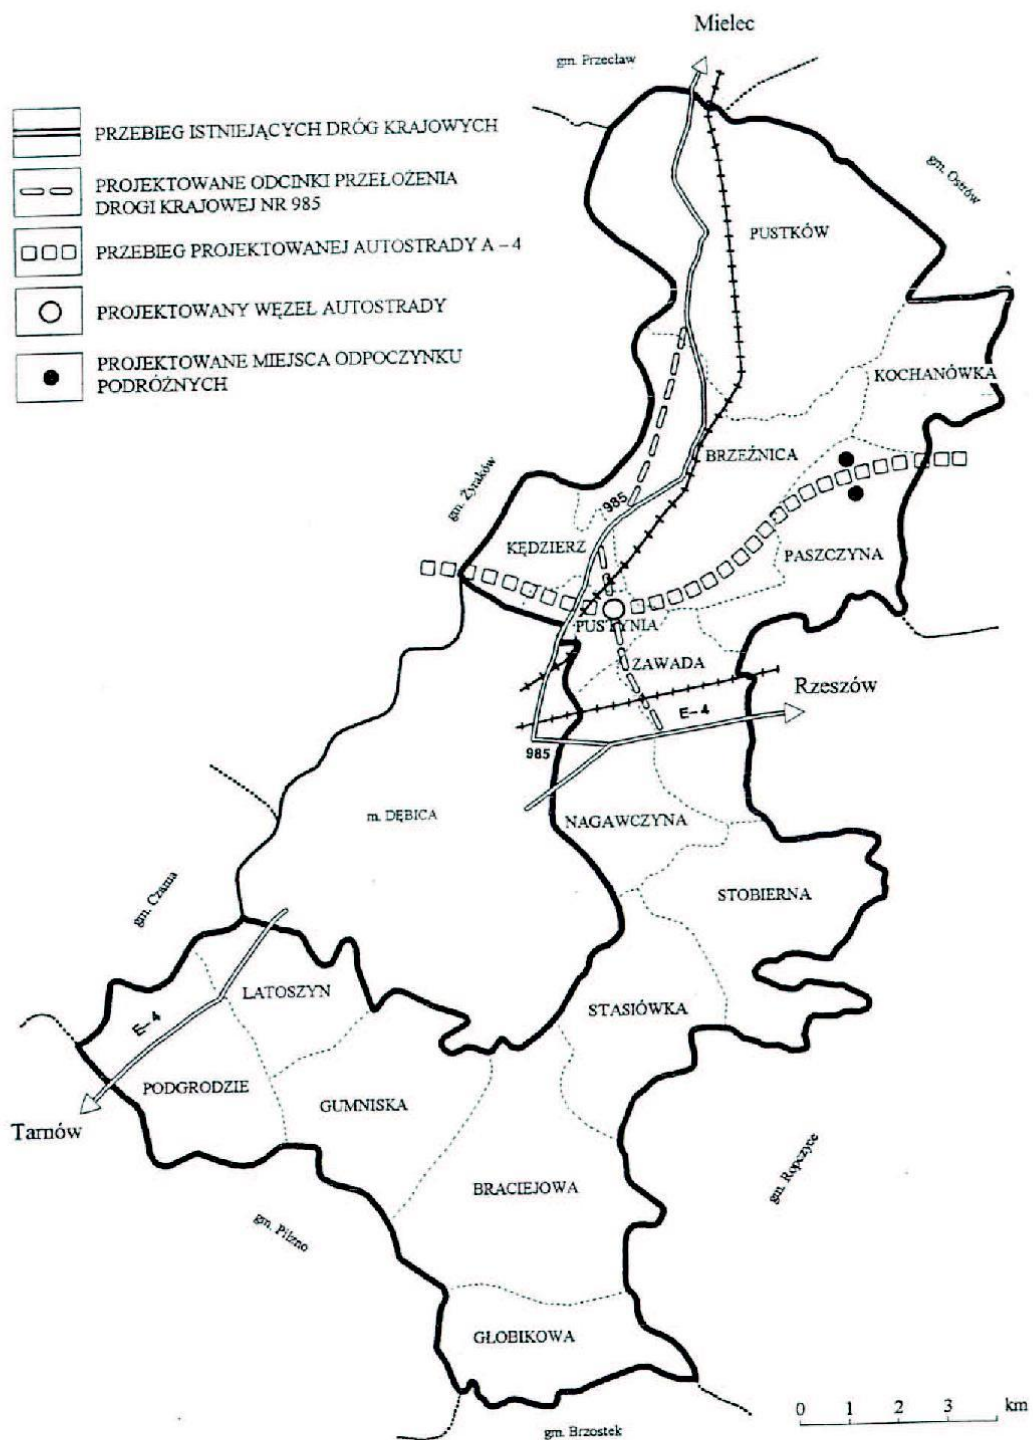 Mielec
gm. Przecław
PRZEBIEG ISTNIEJĄCYCH DRÓG KRAJOWYCH
PROJEKTOWANE ODCINKI PRZEŁOŻENIA
DROGI KRAJOWEJ NR 985
PRZEBIEG PROJEKTOWANEJ AUTOSTRADY A – 4
PROJEKTOWANY WĘZEŁ AUTOSTRADY
PROJEKTOWANE MIEJSCA ODPOCZYNKU
PODRÓŻNYCH
gm. Ostrów
PUSTKÓW
KOCHANÓWKA
BRZEŹNICA
gm. Żyraków
985
KĘDZIERZ
PASZCZYNA
PUSTYNIA
ZAWADA
Rzeszów
E–4
985
m. DĘBICA
NAGAWCZYNA
gm. Czarna
STOBIERNA
LATOSZYN
STASIÓWKA
E–4
PODGRODZIE
GUMNISKA
Tarnów
gm. Ropczyce
BRACIEJOWA
gm. Pilzno
GŁOBIKOWA
0 1 2 3 km
gm. Brzostek